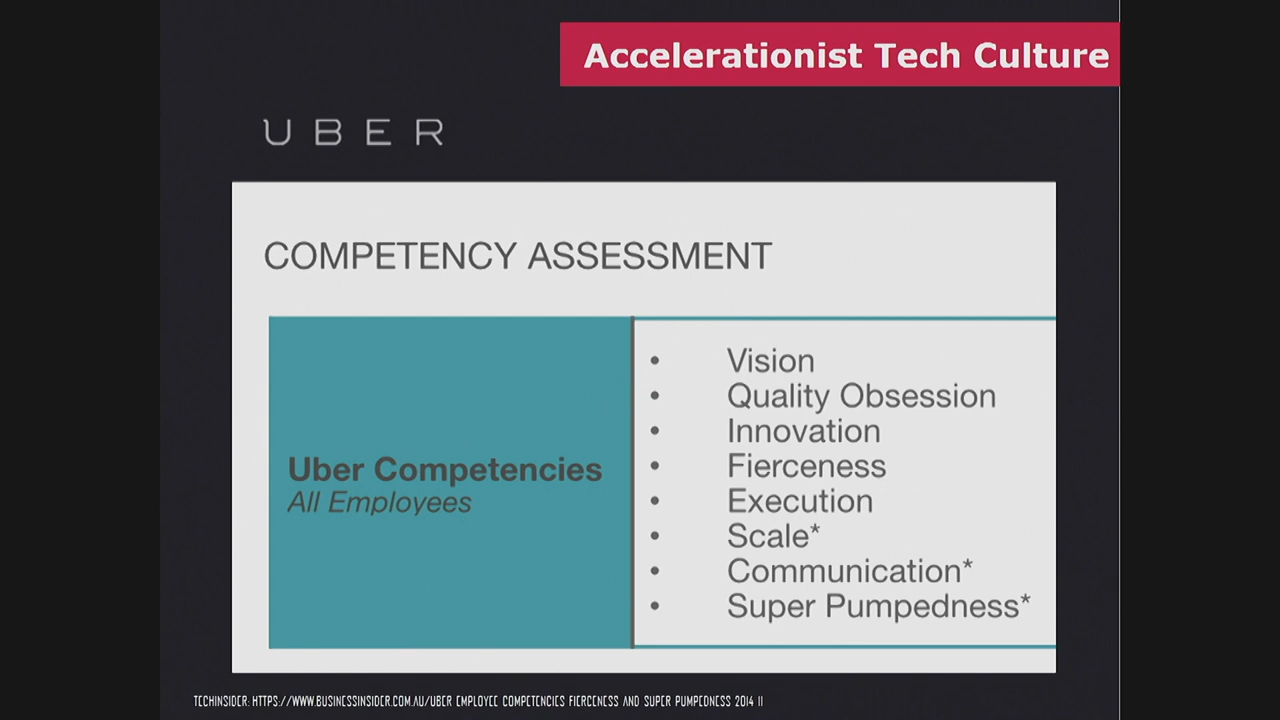 Accelerationist Tech Culture
UBER
COMPETENCY ASSESSMENT
Uber Competencies
All Employees
• Vision
• Quality Obsession
• Innovation
• Fierceness
• Execution
• Scale*
• Communication*
• Super Pumpedness*
TECHINSIDER: HTTPS://WWW.BUSINESSINSIDER.COM.AU/UBER EMPLOYEE COMPETENCIES FIERCENESS AND SUPER PUMPEDNESS 2014 11